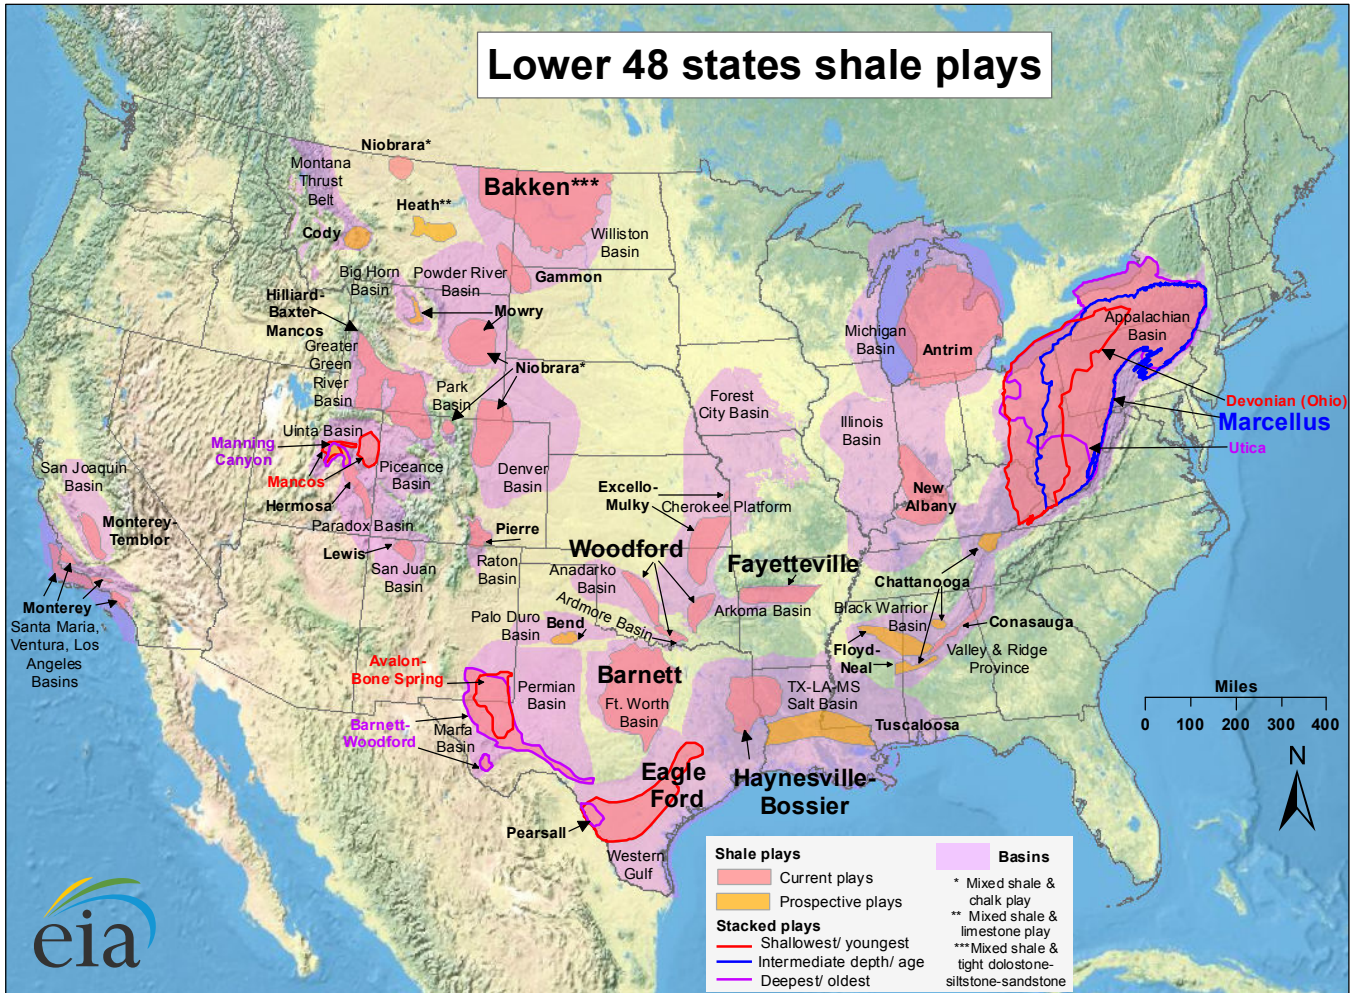 Lower 48 states shale plays
Niobrara*
Montana
Thrust
Belt
Bakken***
Heath**
Cody
Williston
Basin
Big Horn
Basin
Powder River
Basin
Gammon
Hilliard-
Baxter-
Mancos
Mowry
Greater
Green
River
Basin
Niobrara*
Park
Basin
Michigan
Basin
Antrim
Appalachian
Basin
Devonian (Ohio)
Marcellus
Utica
Forest
City Basin
Illinois
Basin
Uinta Basin
Manning
Canyon
Mancos
Piceance
Basin
Denver
Basin
San Joaquin
Basin
Hermosa
Excello-
Mulky
Cherokee Platform
New
Albany
Monterey-
Temblor
Paradox Basin
Pierre
Lewis
San Juan
Basin
Raton
Basin
Woodford
Anadarko
Basin
Fayetteville
Chattanooga
Monterey
Santa Maria,
Ventura, Los
Angeles
Basins
Ardmore Basin
Arkoma Basin
Black Warrior
Basin
Palo Duro
Basin
Bend
Conasauga
Floyd-
Neal
Valley & Ridge
Province
Avalon-
Bone Spring
Permian
Basin
Barnett
Ft. Worth
Basin
TX-LA-MS
Salt Basin
Tuscaloosa
Barnett-
Woodford
Marfa
Basin
Eagle
Ford
Haynesville-
Bossier
Pearsall
Western
Gulf
Miles
0 100 200 300 400
N
Shale plays
Current plays
Prospective plays
Stacked plays
Shallowest/ youngest
Intermediate depth/ age
Deepest/ oldest
Basins
* Mixed shale &
chalk play
** Mixed shale &
limestone play
***Mixed shale &
tight dolostone-
siltstone-sandstone
eia